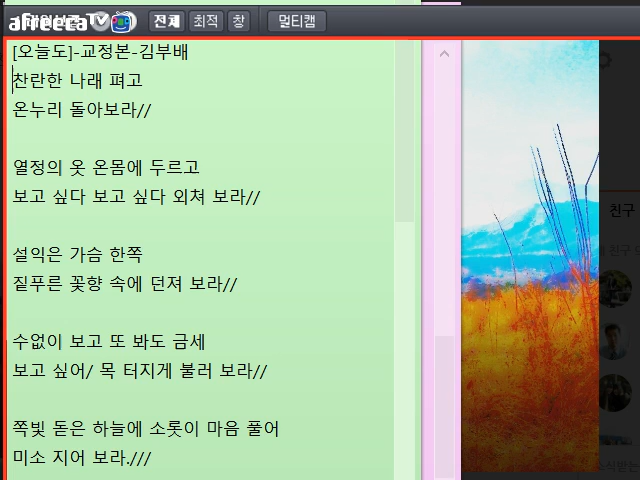 afreeca TV
전체 최적 창 멀티캠
[오늘도]-교정본-김부배
찬란한 나래 펴고
온누리 돌아보라//
열정의 옷 온몸에 두르고
보고 싶다 보고 싶다 외쳐 보라//
설익은 가슴 한쪽
짙푸른 꽃향 속에 던져 보라//
수없이 보고 또 봐도 금세
보고 싶어/ 목 터지게 불러 보라//
쪽빛 돋은 하늘에 소롯이 마음 풀어
미소 지어 보라.///
친구
친구